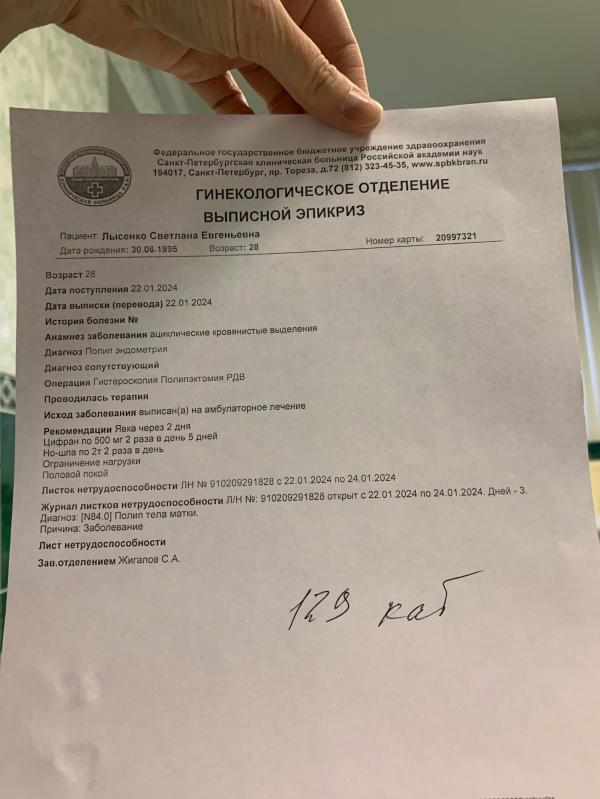 Федеральное государственное бюджетное учреждение здравоохранения
Санкт-Петербургская клиническая больница Российской академии наук
194017, Санкт-Петербург, пр. Тореза, д.72 (812) 323-45-35, www.spbkbran.ru
ГИНЕКОЛОГИЧЕСКОЕ ОТДЕЛЕНИЕ
ВЫПИСНОЙ ЭПИКРИЗ
Пациент: Лысенко Светлана Евгеньевна
Дата рождения: 30.06.1995 Возраст: 28 Номер карты: 20997321
Возраст 28
Дата поступления 22.01.2024
Дата выписки (перевода) 22.01.2024
История болезни №
Анамнез заболевания ациклические кровянистые выделения
Диагноз Полип эндометрия
Диагноз сопутствующий
Операция Гистероскопия Полипэктомия РДВ
Проводилась терапия
Исход заболевания выписан(а) на амбулаторное лечение
Рекомендации Явка через 2 дня
Цифран по 500 мг 2 раза в день 5 дней
Но-шпа по 2т 2 раза в день
Ограничение нагрузки
Половой покой
Листок нетрудоспособности ЛН № 910209291828 с 22.01.2024 по 24.01.2024
Журнал листков нетрудоспособности Л/Н №: 910209291828 открыт с 22.01.2024 по 24.01.2024. Дней - 3.
Диагноз: [N84.0] Полип тела матки.
Причина: Заболевание
Лист нетрудоспособности
Зав.отделением Жигалов С.А.
129 каб